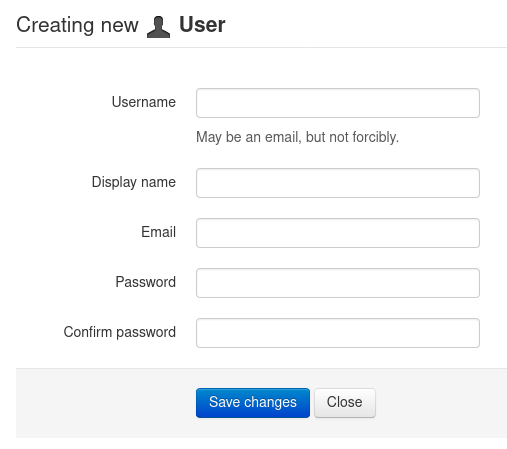 Creating new User
Username
May be an email, but not forcibly.
Display name
Email
Password
Confirm password
Save changes Close